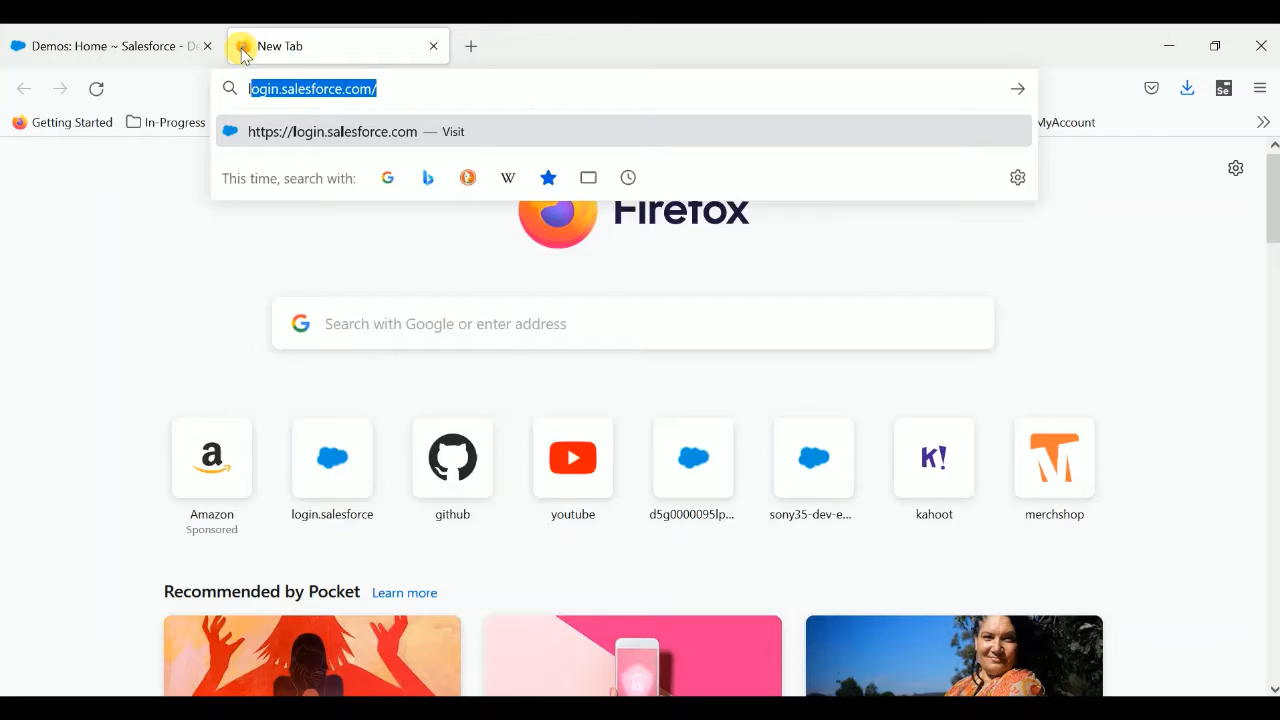 Demos: Home ~ Salesforce - De
New Tab
login.salesforce.com/
Se
Getting Started
In-Progress
MyAccount
https://login.salesforce.com — Visit
This time, search with:
W
Firefox
Search with Google or enter address
a
K!
Amazon
Sponsored
login.salesforce
github
youtube
d5g0000095lp...
sony35-dev-e...
kahoot
merchshop
Recommended by Pocket
Learn more